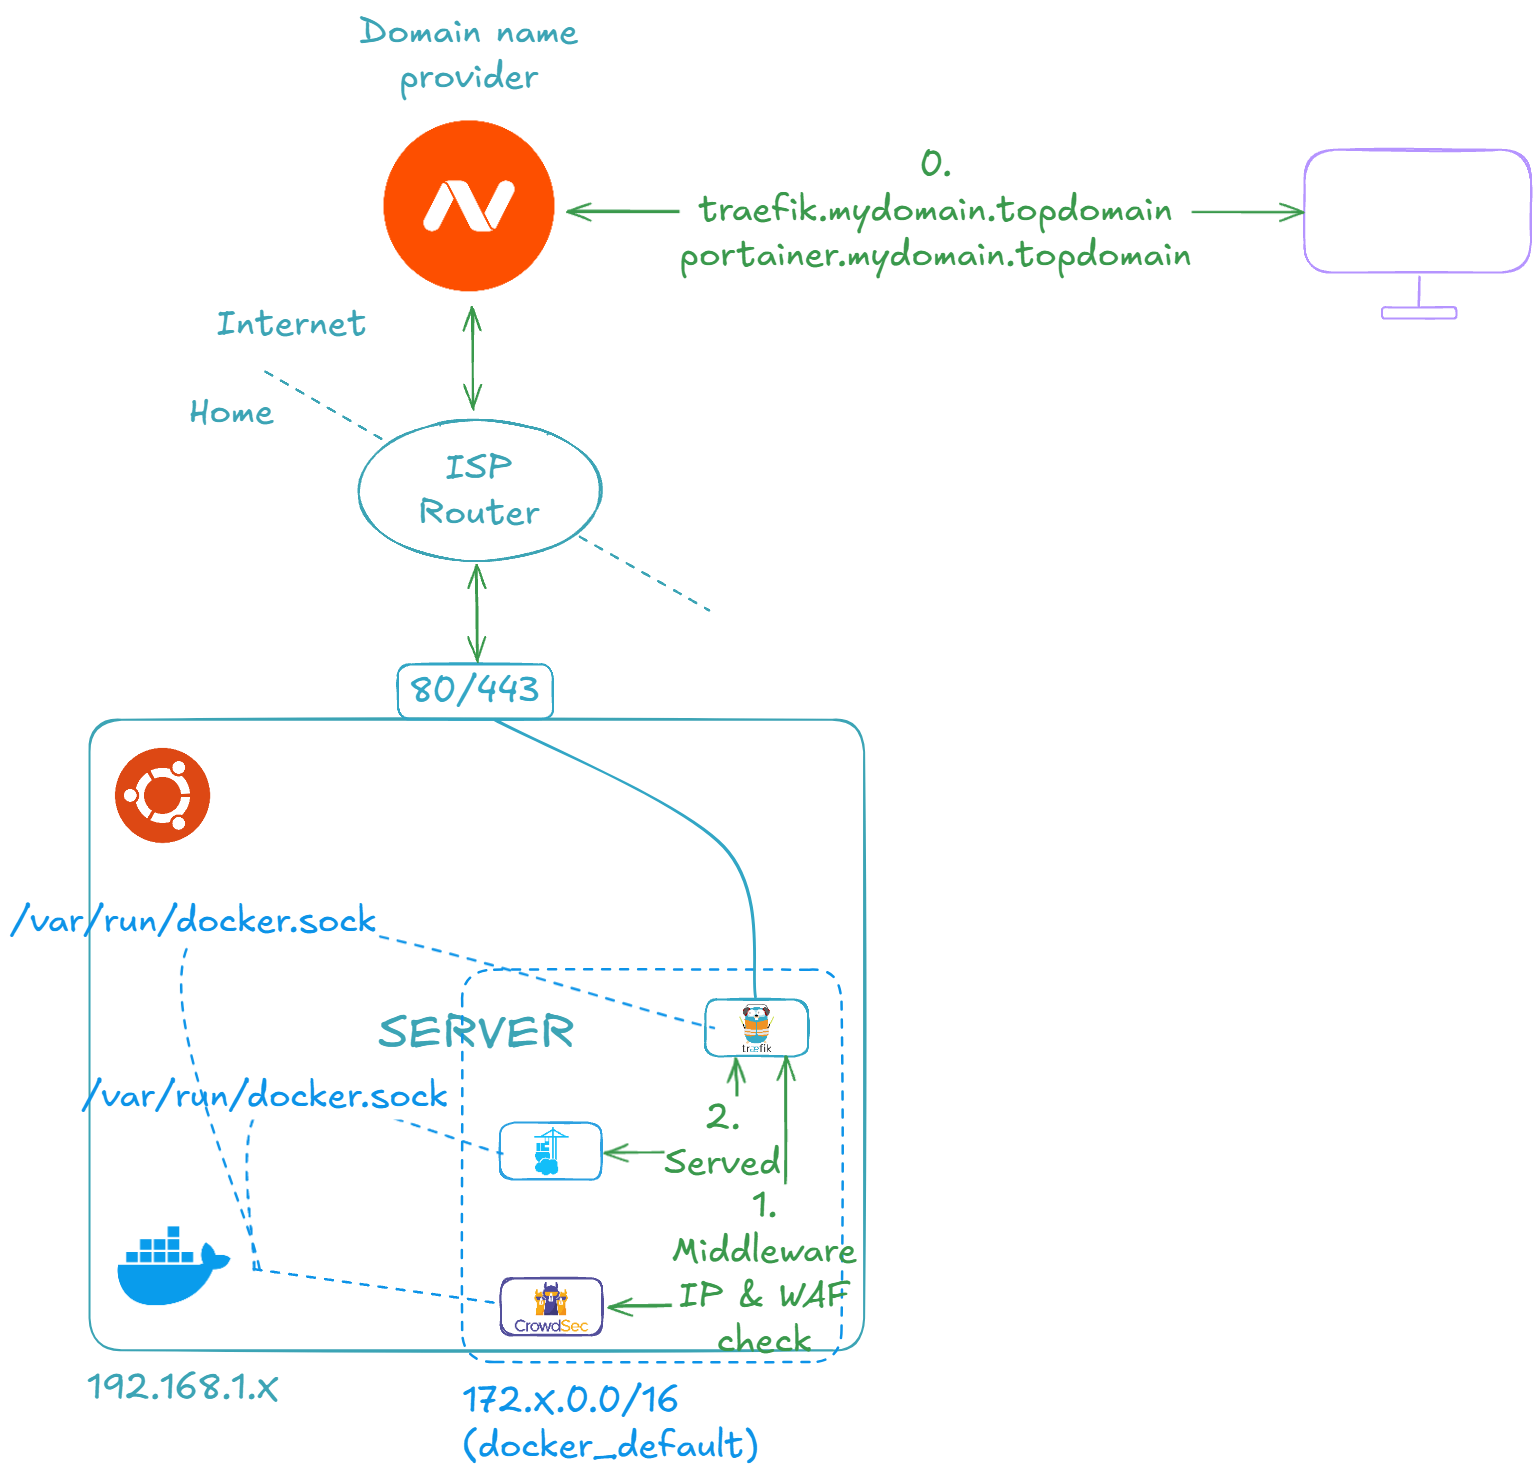 Domain name
provider
0.
traefik.mydomain.topdomain
portainer.mydomain.topdomain
Internet
Home
ISP
Router
80/443
/var/run/docker.sock
SERVER
træfik
/var/run/docker.sock
2.
Served
1.
Middleware
IP & WAF
check
CrowdSec
192.168.1.x
172.x.0.0/16
(docker_default)